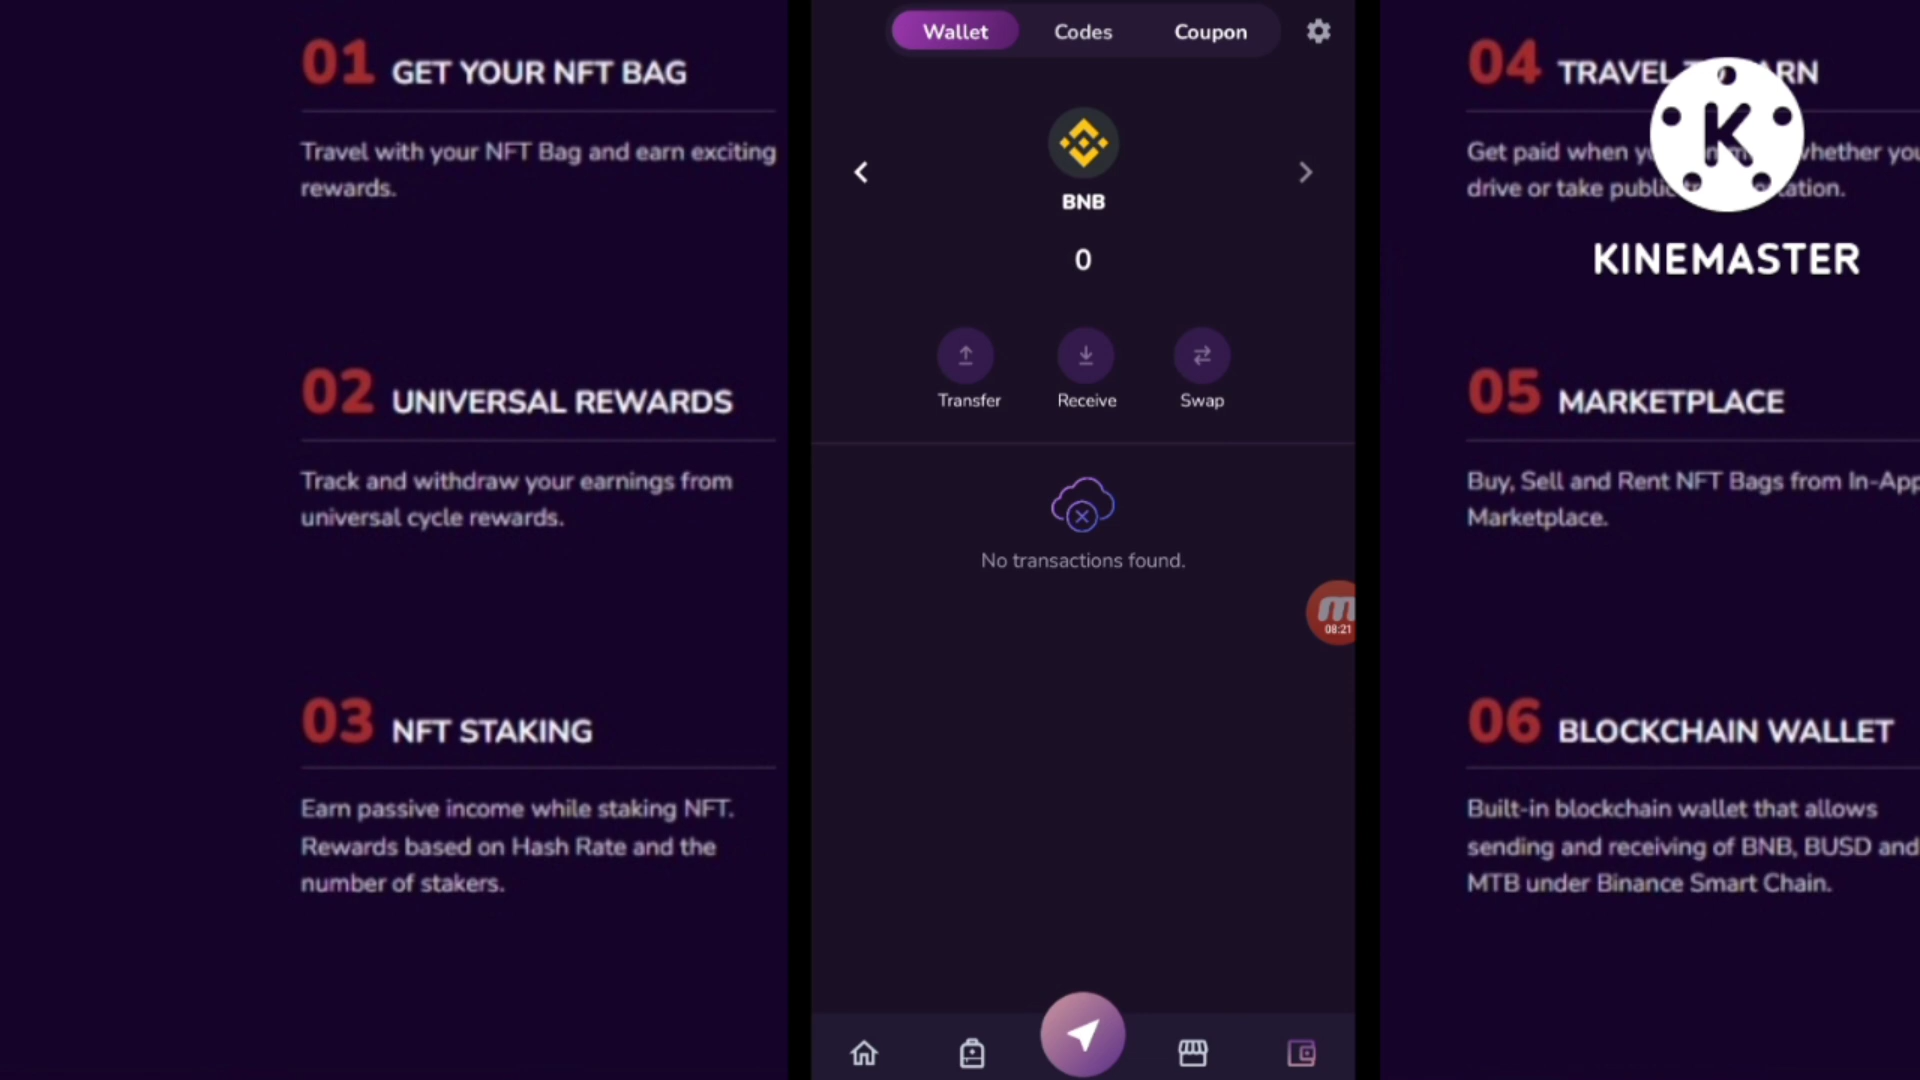 01 GET YOUR NFT BAG
Travel with your NFT Bag and earn exciting
rewards.
02 UNIVERSAL REWARDS
Track and withdraw your earnings from
universal cycle rewards.
03 NFT STAKING
Earn passive income while staking NFT.
Rewards based on Hash Rate and the
number of stakers.
Wallet
Codes
Coupon
BNB
0
Transfer
Receive
Swap
No transactions found.
08:21
04 TRAVEL
Get paid when
drive or take public
KINEMASTER
05 MARKETPLACE
Buy, Sell and Rent NFT Bags from In-App
Marketplace.
06 BLOCKCHAIN WALLET
Built-in blockchain wallet that allows
sending and receiving of BNB, BUSD and
MTB under Binance Smart Chain.